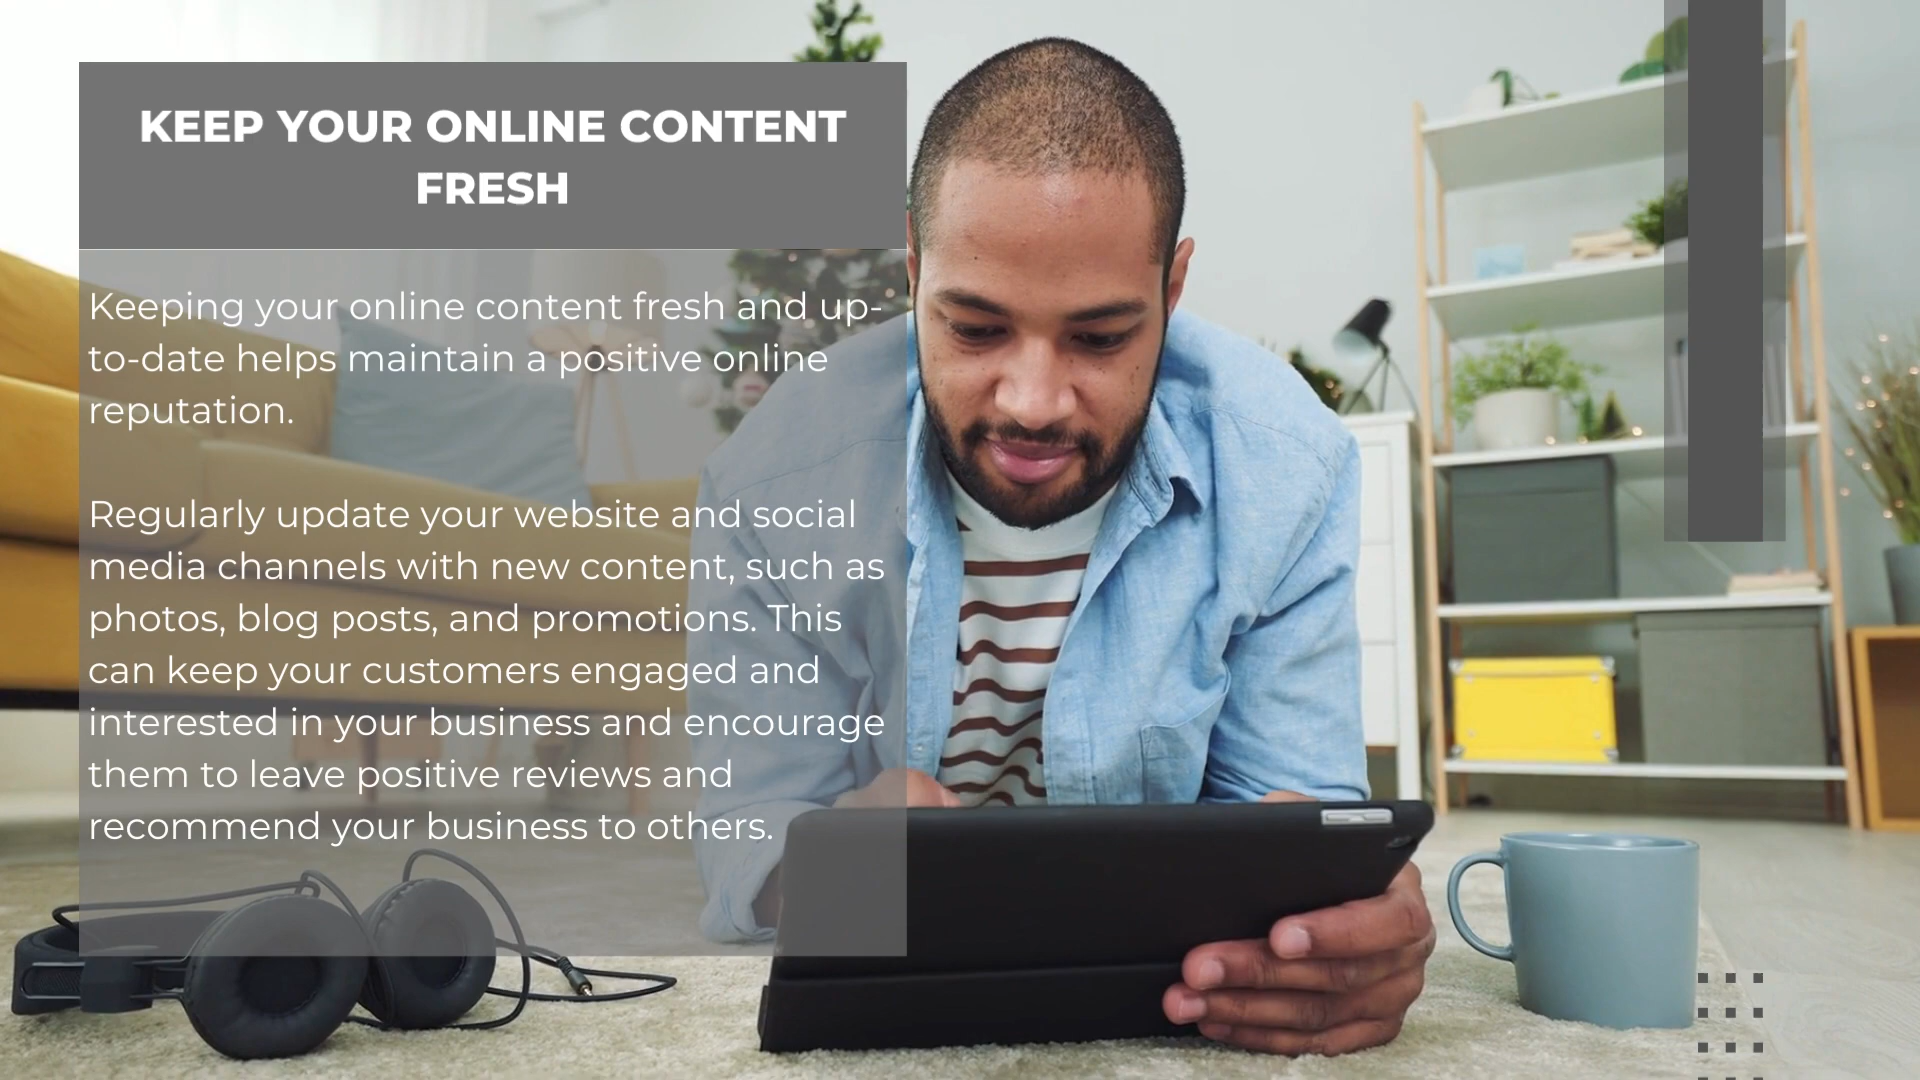 KEEP YOUR ONLINE CONTENT
FRESH
Keeping your online content fresh and up-
to-date helps maintain a positive online
reputation.
Regularly update your website and social
media channels with new content, such as
photos, blog posts, and promotions. This
can keep your customers engaged and
interested in your business and encourage
them to leave positive reviews and
recommend your business to others.